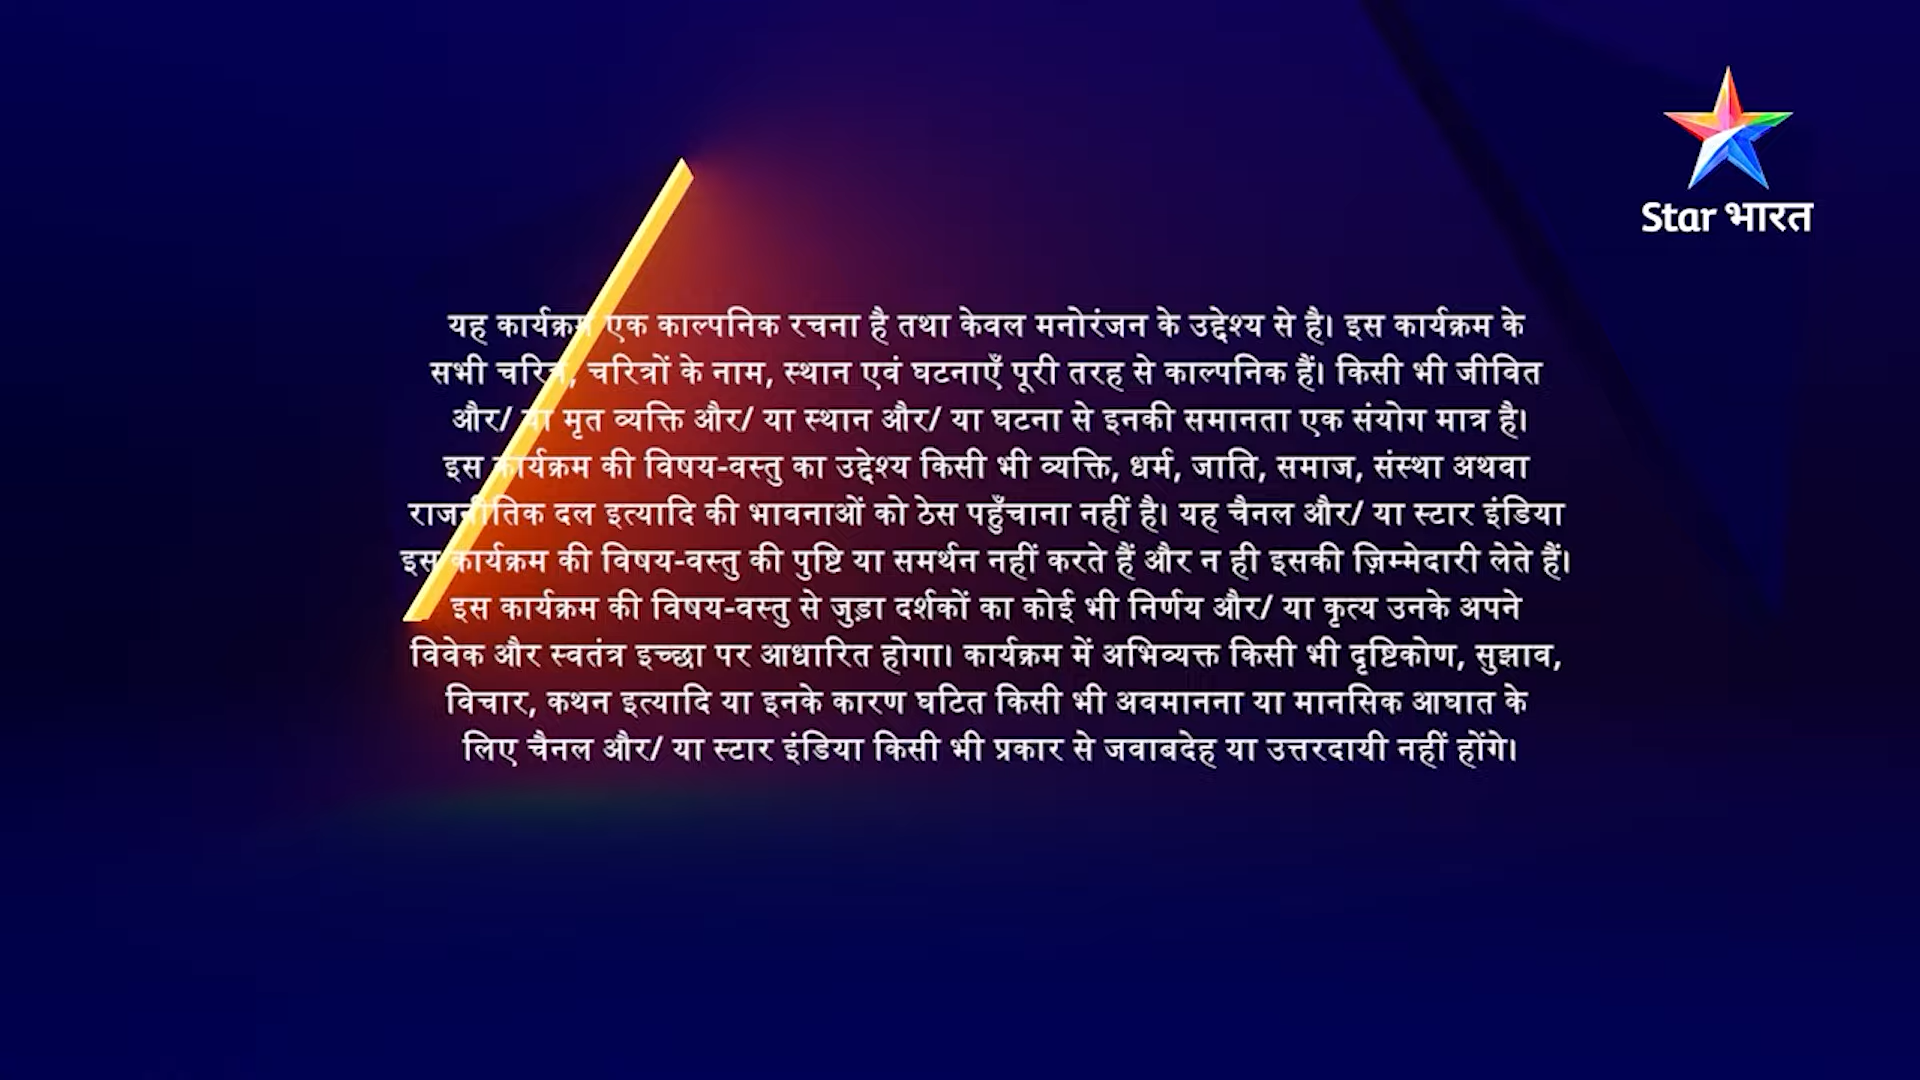 Star भारत
यह कार्यक्रम एक काल्पनिक रचना है तथा केवल मनोरंजन के उद्देश्य से है। इस कार्यक्रम के
सभी चरित्र, चरित्रों के नाम, स्थान एवं घटनाएँ पूरी तरह से काल्पनिक हैं। किसी भी जीवित
और/ या मृत व्यक्ति और/ या स्थान और/ या घटना से इनकी समानता एक संयोग मात्र है।
इस कार्यक्रम की विषय-वस्तु का उद्देश्य किसी भी व्यक्ति, धर्म, जाति, समाज, संस्था अथवा
राजनीतिक दल इत्यादि की भावनाओं को ठेस पहुँचाना नहीं है। यह चैनल और/ या स्टार इंडिया
इस कार्यक्रम की विषय-वस्तु की पुष्टि या समर्थन नहीं करते हैं और न ही इसकी ज़िम्मेदारी लेते हैं।
इस कार्यक्रम की विषय-वस्तु से जुड़ा दर्शकों का कोई भी निर्णय और/ या कृत्य उनके अपने
विवेक और स्वतंत्र इच्छा पर आधारित होगा। कार्यक्रम में अभिव्यक्त किसी भी दृष्टिकोण, सुझाव,
विचार, कथन इत्यादि या इनके कारण घटित किसी भी अवमानना या मानसिक आघात के
लिए चैनल और/ या स्टार इंडिया किसी भी प्रकार से जवाबदेह या उत्तरदायी नहीं होंगे।